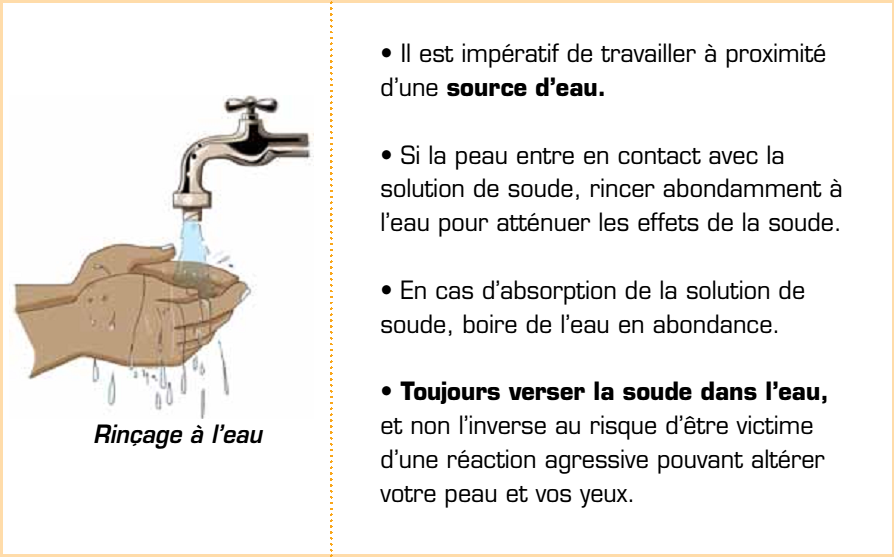 • Il est impératif de travailler à proximité
d'une source d'eau.
• Si la peau entre en contact avec la
solution de soude, rincer abondamment à
l'eau pour atténuer les effets de la soude.
• En cas d'absorption de la solution de
soude, boire de l'eau en abondance.
• Toujours verser la soude dans l'eau,
et non l'inverse au risque d'être victime
d'une réaction agressive pouvant altérer
votre peau et vos yeux.
Rinçage à l'eau